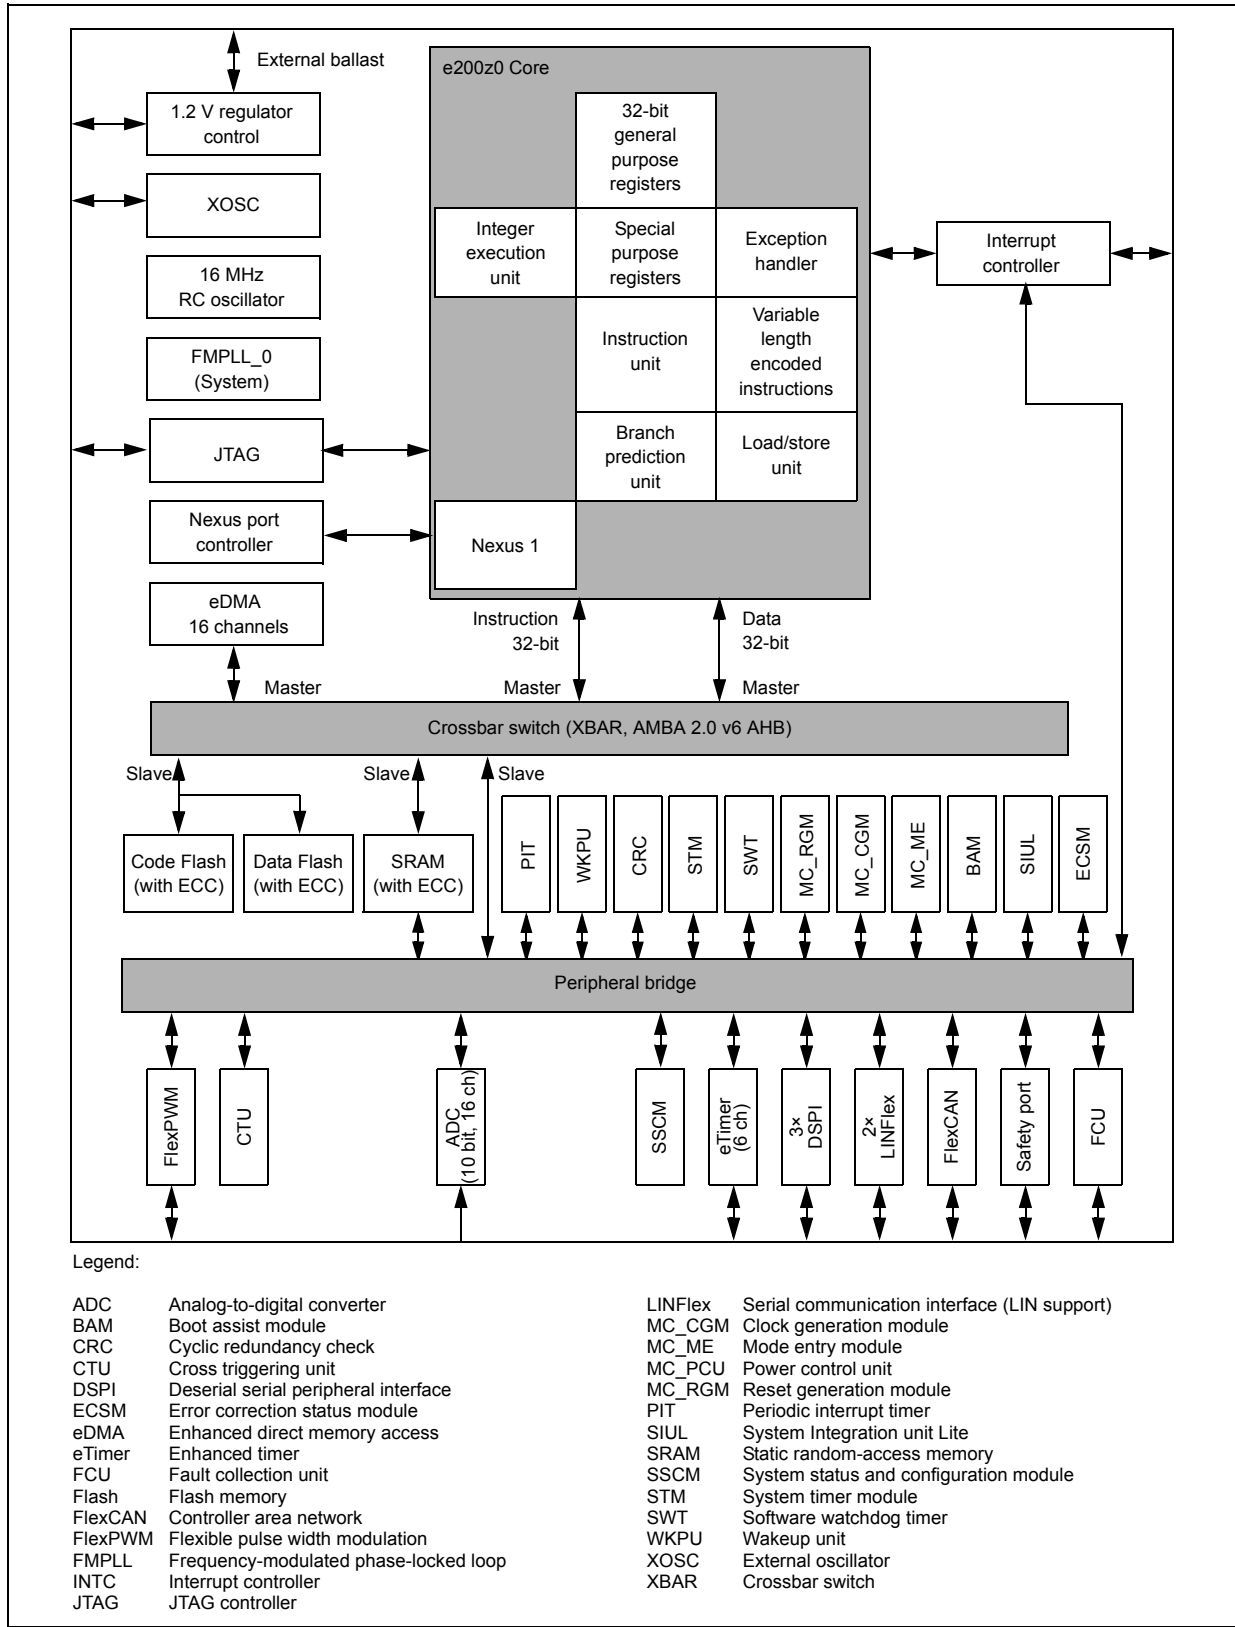 External ballast
1.2 V regulator
control
XOSC
16 MHz
RC oscillator
FMPLL_0
(System)
JTAG
Nexus port
controller
eDMA
16 channels
e200z0 Core
32-bit
general
purpose
registers
Integer
execution
unit
Special
purpose
registers
Exception
handler
Instruction
unit
Variable
length
encoded
instructions
Branch
prediction
unit
Load/store
unit
Nexus 1
Interrupt
controller
Instruction
32-bit
Data
32-bit
Master
Master
Master
Crossbar switch (XBAR, AMBA 2.0 v6 AHB)
Slave
Slave
Slave
Code Flash
(with ECC)
Data Flash
(with ECC)
SRAM
(with ECC)
PIT
WKPU
CRC
STM
SWT
MC_RGM
MC_CGM
MC_ME
BAM
SIUL
ECSM
Peripheral bridge
FlexPWM
CTU
ADC
(10 bit, 16 ch)
SSCM
eTimer
(6 ch)
3×
DSPI
2×
LINFlex
FlexCAN
Safety port
FCU
Legend:
ADC Analog-to-digital converter
BAM Boot assist module
CRC Cyclic redundancy check
CTU Cross triggering unit
DSPI Deserial serial peripheral interface
ECSM Error correction status module
eDMA Enhanced direct memory access
eTimer Enhanced timer
FCU Fault collection unit
Flash Flash memory
FlexCAN Controller area network
FlexPWM Flexible pulse width modulation
FMPLL Frequency-modulated phase-locked loop
INTC Interrupt controller
JTAG JTAG controller
LINFlex Serial communication interface (LIN support)
MC_CGM Clock generation module
MC_ME Mode entry module
MC_PCU Power control unit
MC_RGM Reset generation module
PIT Periodic interrupt timer
SIUL System Integration unit Lite
SRAM Static random-access memory
SSCM System status and configuration module
STM System timer module
SWT Software watchdog timer
WKPU Wakeup unit
XOSC External oscillator
XBAR Crossbar switch